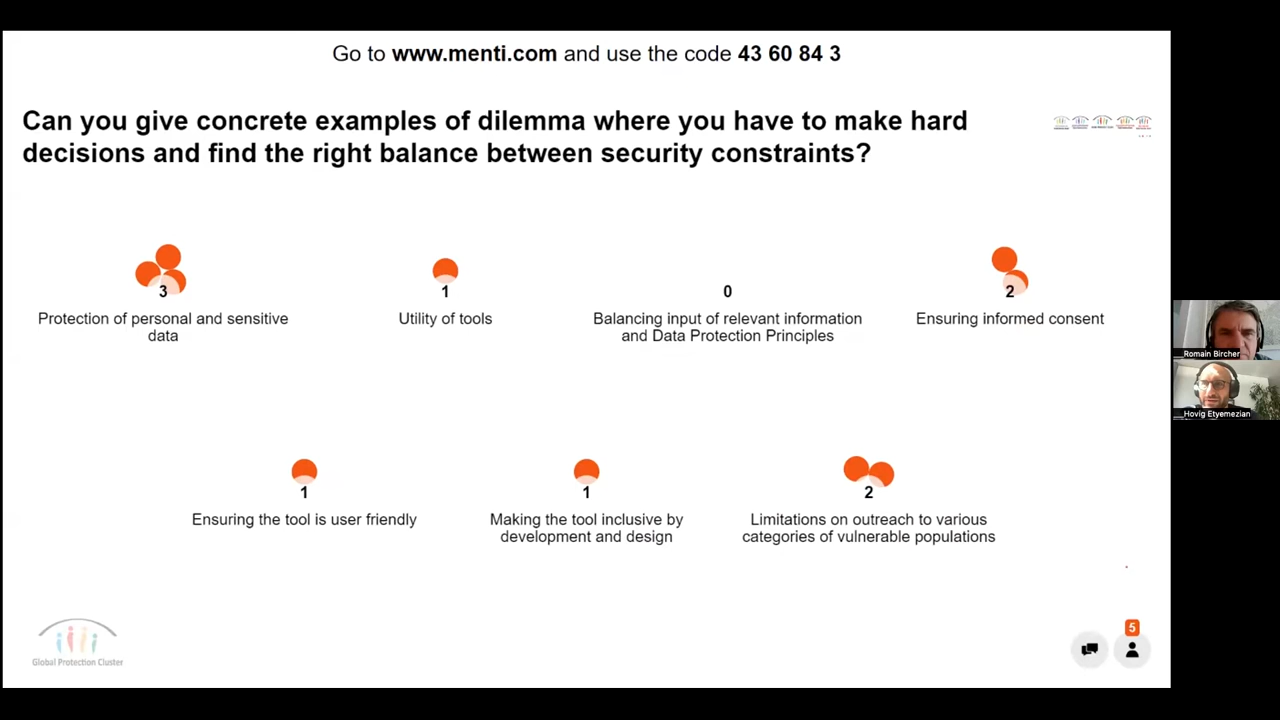 Go to www.menti.com and use the code 43 60 84 3
Can you give concrete examples of dilemma where you have to make hard
decisions and find the right balance between security constraints?
3
Protection of personal and sensitive
data
1
Utility of tools
0
Balancing input of relevant information
and Data Protection Principles
2
Ensuring informed consent
1
Ensuring the tool is user friendly
1
Making the tool inclusive by
development and design
2
Limitations on outreach to various
categories of vulnerable populations
Global Protection Cluster
5
Romain Bircher
Hovig Etyemezian